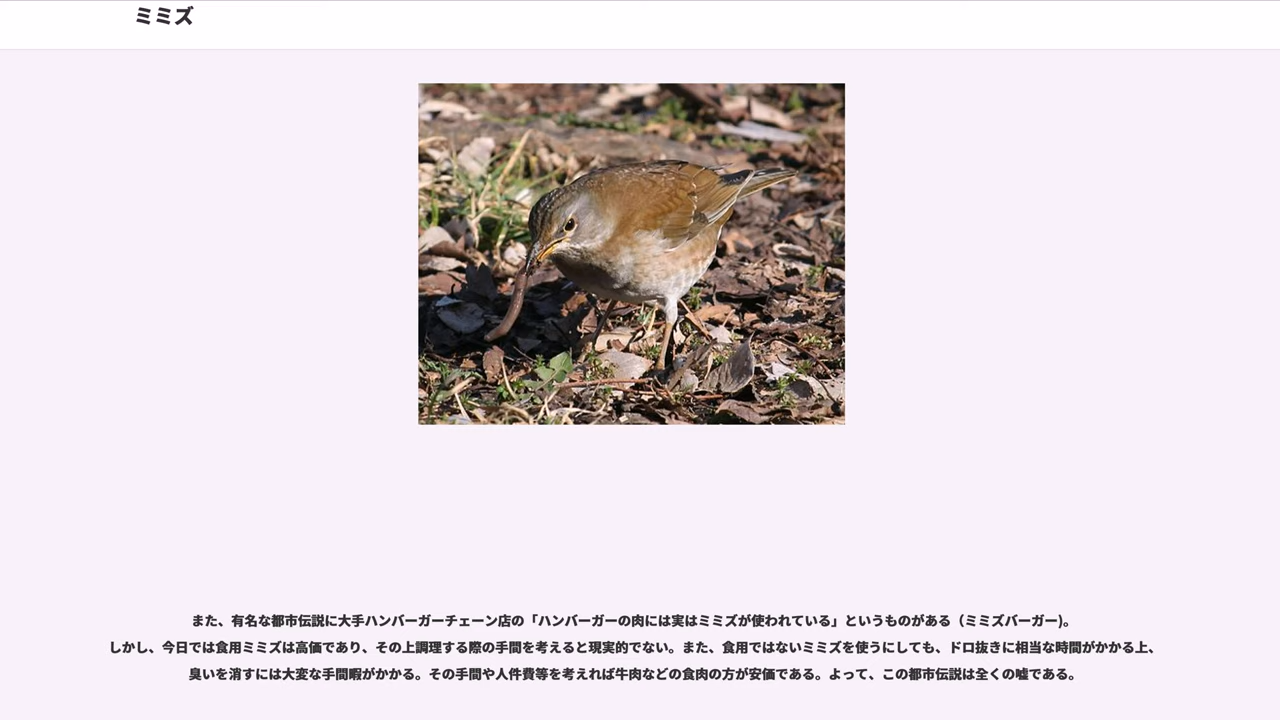 ミミズ
また、有名な都市伝説に大手ハンバーガーチェーン店の「ハンバーガーの肉には実はミミズが使われている」というものがある（ミミズバーガー)。
しかし、今日では食用ミミズは高価であり、その上調理する際の手間を考えると現実的でない。また、食用ではないミミズを使うにしても、ドロ抜きに相当な時間がかかる上、
臭いを消すには大変な手間暇がかかる。その手間や人件費等を考えれば牛肉などの食肉の方が安価である。よって、この都市伝説は全くの嘘である。